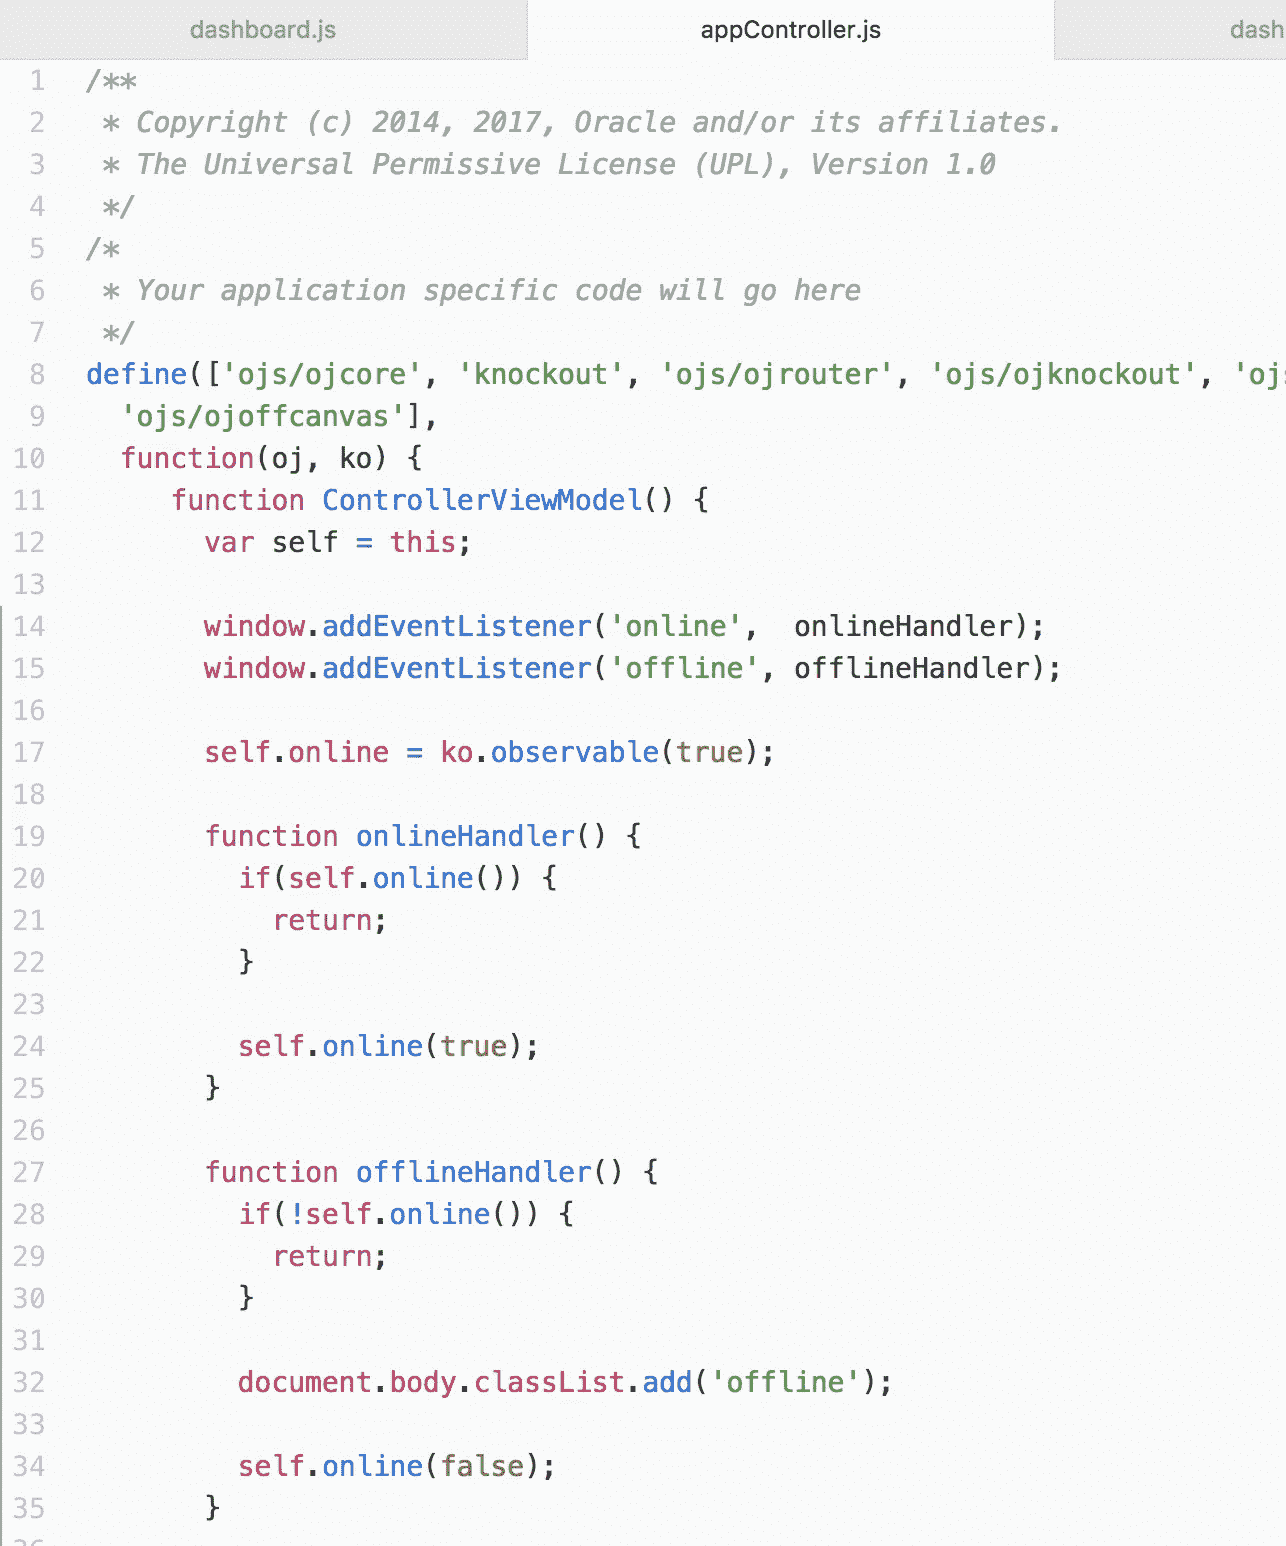 dashboard.js appController.js dash
1 /**
2 * Copyright (c) 2014, 2017, Oracle and/or its affiliates.
3 * The Universal Permissive License (UPL), Version 1.0
4 */
5 /*
6 * Your application specific code will go here
7 */
8 define(['ojs/ojcore', 'knockout', 'ojs/ojrouter', 'ojs/ojknockout', 'ojs
9 'ojs/ojoffcanvas'],
10 function(oj, ko) {
11 function ControllerViewModel() {
12 var self = this;
13
14 window.addEventListener('online',  onlineHandler);
15 window.addEventListener('offline', offlineHandler);
16
17 self.online = ko.observable(true);
18
19 function onlineHandler() {
20 if(self.online()) {
21 return;
22 }
23
24 self.online(true);
25 }
26
27 function offlineHandler() {
28 if(!self.online()) {
29 return;
30 }
31
32 document.body.classList.add('offline');
33
34 self.online(false);
35 }